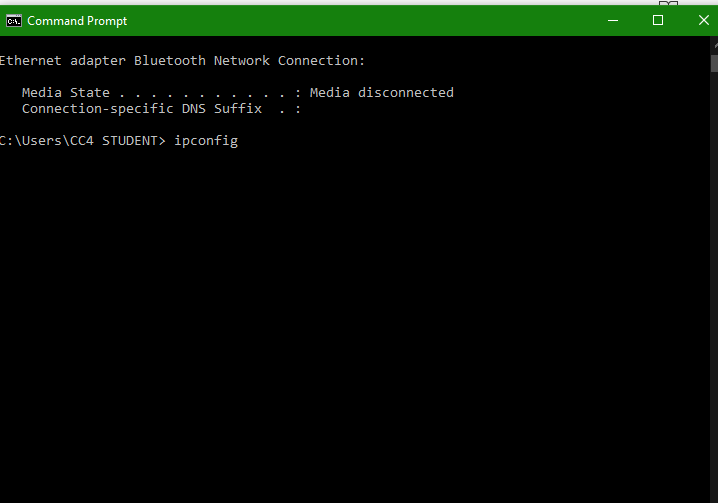 Command Prompt
Ethernet adapter Bluetooth Network Connection:
Media State . . . . . . . . . . . : Media disconnected
Connection-specific DNS Suffix  . :
C:\Users\CC4 STUDENT> ipconfig